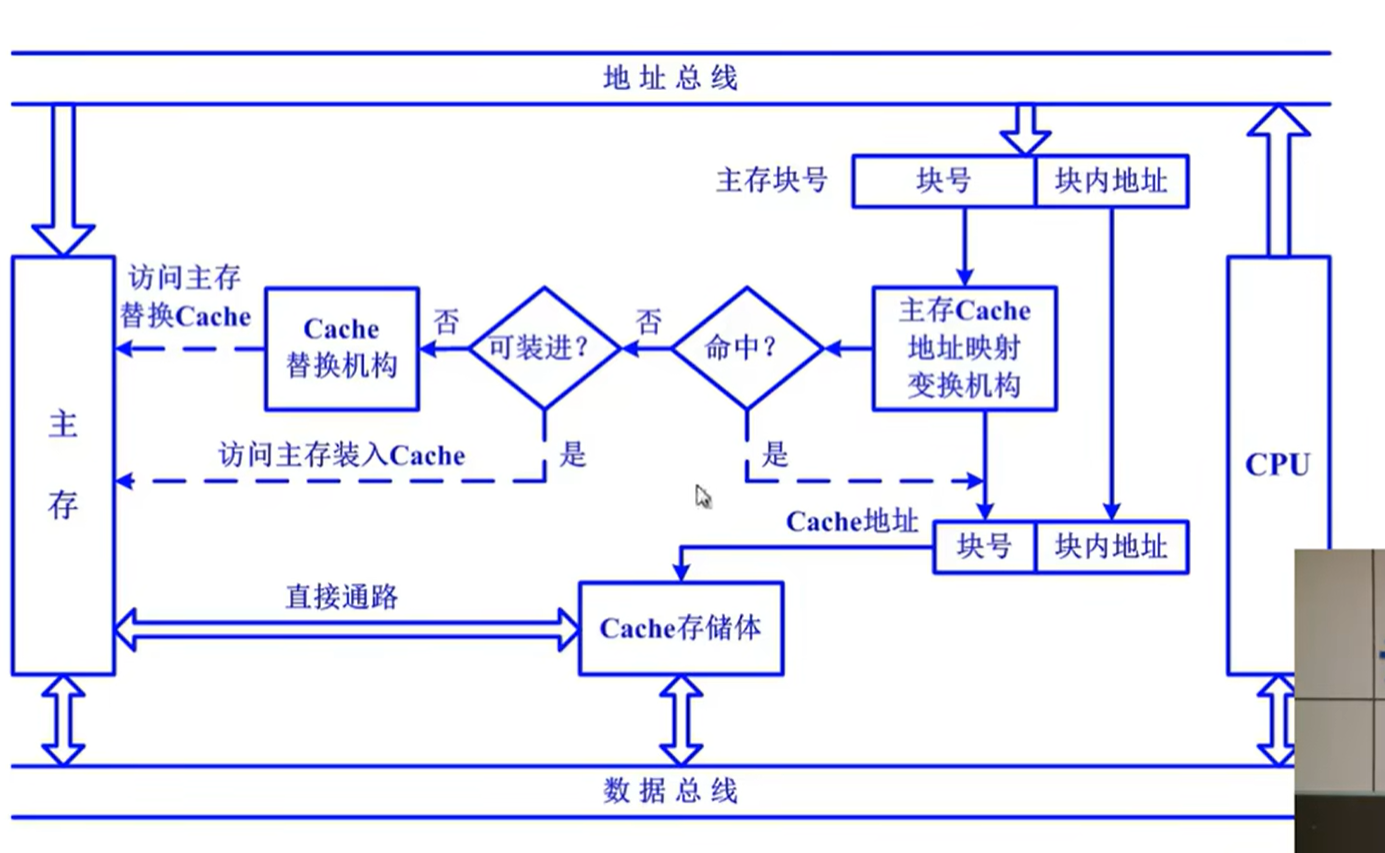 地址总线
主存块号
块号
块内地址
访问主存
替换Cache
Cache
替换机构
否
可装进？
否
命中？
主存Cache
地址映射
变换机构
主
存
访问主存装入Cache
是
是
CPU
Cache地址
块号
块内地址
直接通路
Cache存储体
数据总线